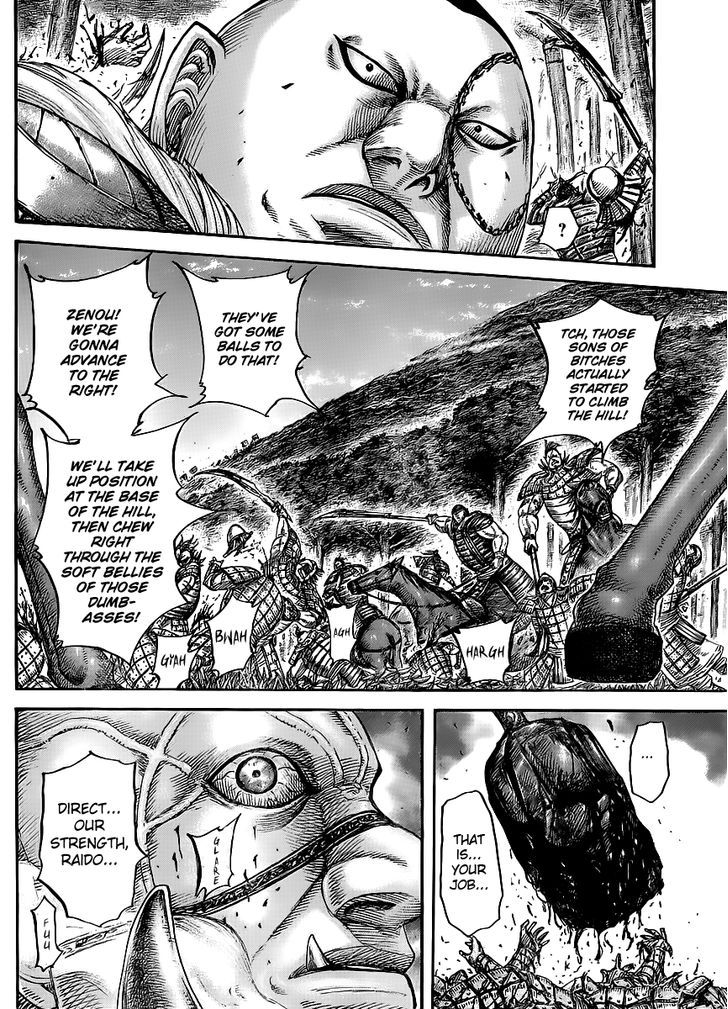 ?
TCH, THOSE
SONS OF
BITCHES
ACTUALLY
STARTED
TO CLIMB
THE HILL!
THEY'VE
GOT SOME
BALLS TO
DO THAT!
ZENOU!
WE'RE
GONNA
ADVANCE
TO THE
RIGHT!
WE'LL TAKE
UP POSITION
AT THE BASE
OF THE HILL,
THEN CHEW
RIGHT
THROUGH THE
SOFT BELLIES
OF THOSE
DUMB-
ASSES!
HARGH
AGH
BWAH
GYAH
...
THAT
IS...
YOUR
JOB...
DIRECT...
OUR
STRENGTH,
RAIDO...
GLARE
FUU